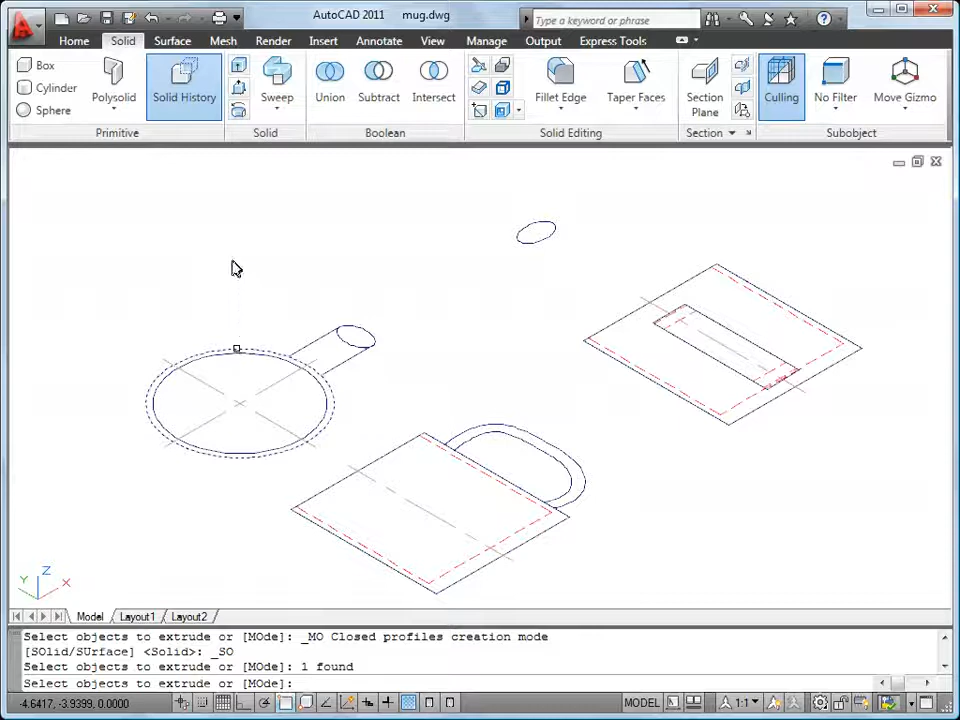 AutoCAD 2011 mug.dwg
Type a keyword or phrase
Home Solid Surface Mesh Render Insert Annotate View Manage Output Express Tools
Box
Cylinder
Sphere
Polysolid
Solid History
Sweep
Union
Subtract
Intersect
Fillet Edge
Taper Faces
Section
Plane
Culling
No Filter
Move Gizmo
Primitive
Solid
Boolean
Solid Editing
Section
Subobject
Z
Y
X
Model Layout1 Layout2
Select objects to extrude or [MOde]: _MO Closed profiles creation mode
[SOlid/SUrface] <Solid>: _SO
Select objects to extrude or [MOde]: 1 found
Select objects to extrude or [MOde]:
-4.6417, -3.9399, 0.0000
MODEL
1:1